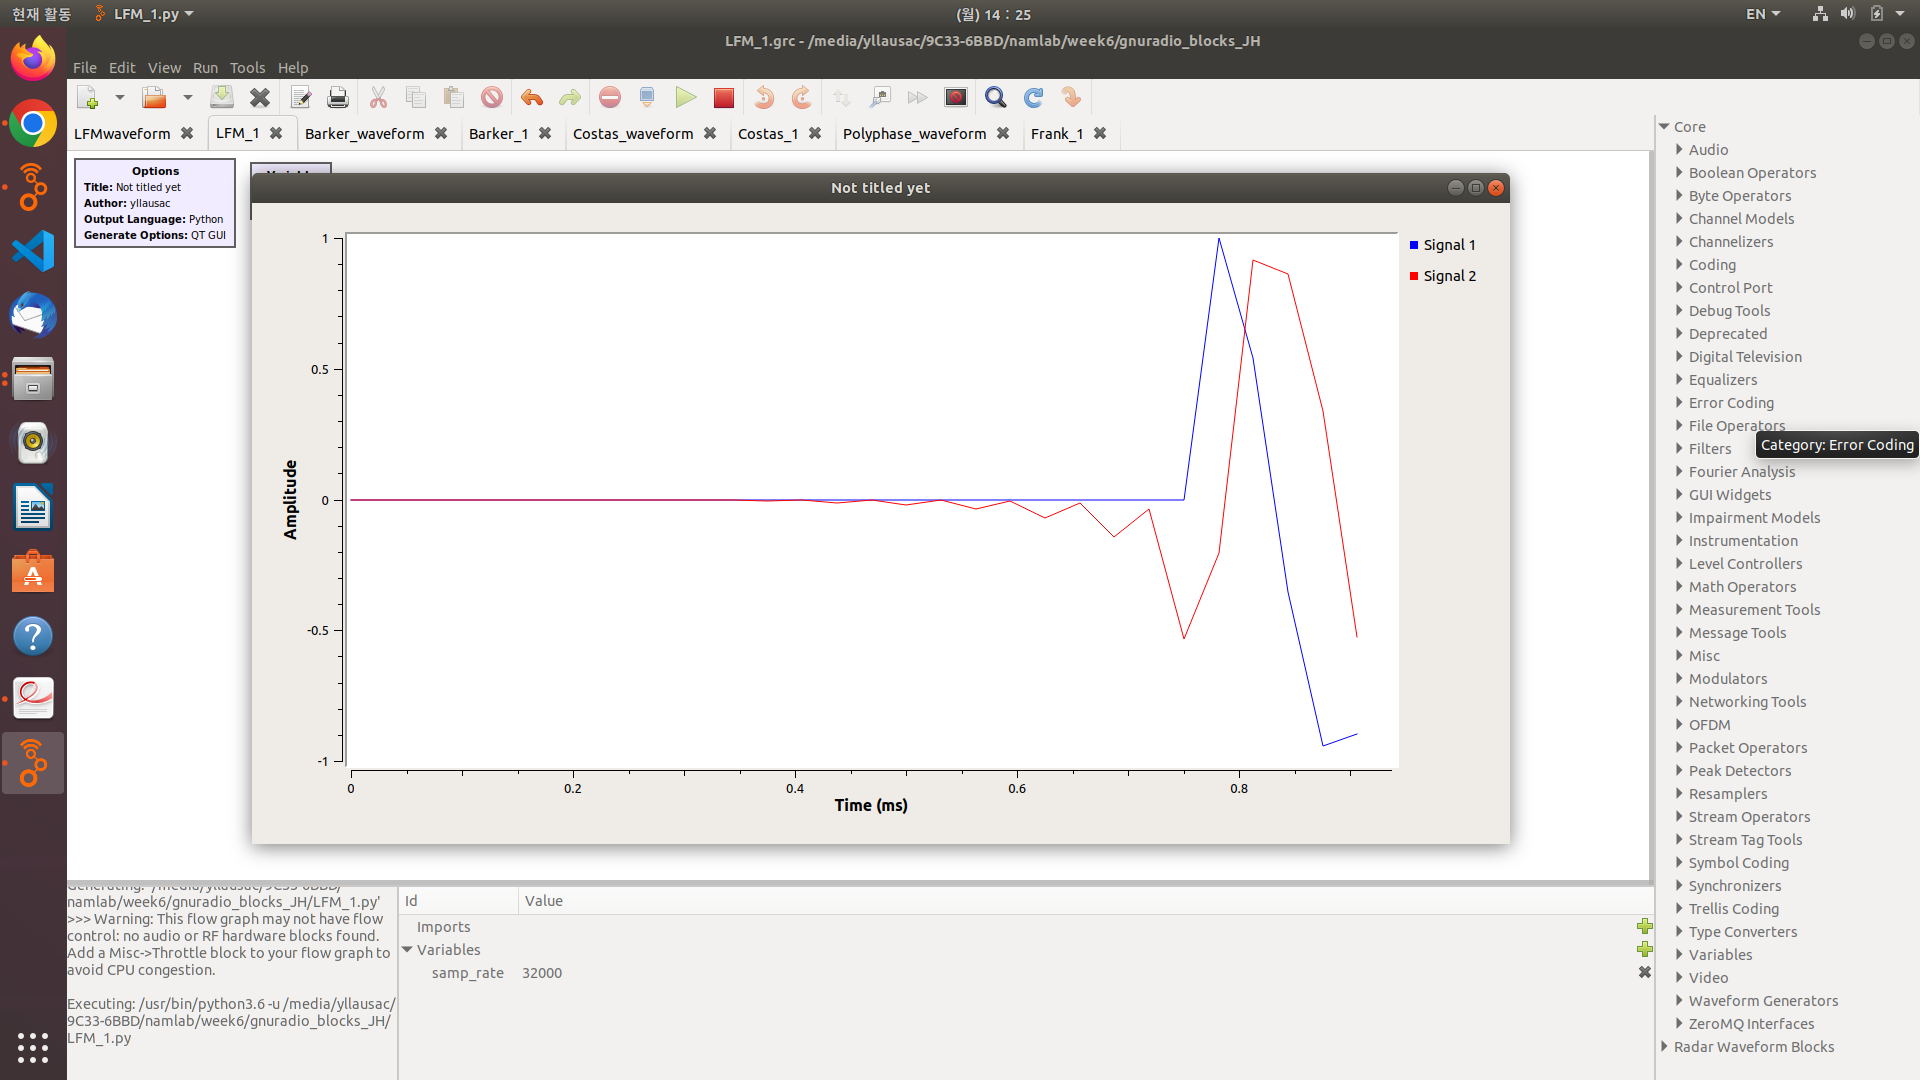 현재 활동 LFM_1.py (월) 14 : 25 EN
LFM_1.grc - /media/yllausac/9C33-6BBD/namlab/week6/gnuradio_blocks_JH
File Edit View Run Tools Help
LFMwaveform LFM_1 Barker_waveform Barker_1 Costas_waveform Costas_1 Polyphase_waveform Frank_1
Options
Title: Not titled yet
Author: yllausac
Output Language: Python
Generate Options: QT GUI
Not titled yet
Signal 1
Signal 2
1
0.5
0
-0.5
-1
Amplitude
0 0.2 0.4 0.6 0.8
Time (ms)
Core
Audio
Boolean Operators
Byte Operators
Channel Models
Channelizers
Coding
Control Port
Debug Tools
Deprecated
Digital Television
Equalizers
Error Coding
File Operators
Category: Error Coding
Filters
Fourier Analysis
GUI Widgets
Impairment Models
Instrumentation
Level Controllers
Math Operators
Measurement Tools
Message Tools
Misc
Modulators
Networking Tools
OFDM
Packet Operators
Peak Detectors
Resamplers
Stream Operators
Stream Tag Tools
Symbol Coding
Synchronizers
Trellis Coding
Type Converters
Variables
Video
Waveform Generators
ZeroMQ Interfaces
Radar Waveform Blocks
Generating: '/media/yllausac/9C33-6BBD/
namlab/week6/gnuradio_blocks_JH/LFM_1.py'
>>> Warning: This flow graph may not have flow
control: no audio or RF hardware blocks found.
Add a Misc->Throttle block to your flow graph to
avoid CPU congestion.
Executing: /usr/bin/python3.6 -u /media/yllausac/
9C33-6BBD/namlab/week6/gnuradio_blocks_JH/
LFM_1.py
Id Value
Imports
Variables
samp_rate 32000